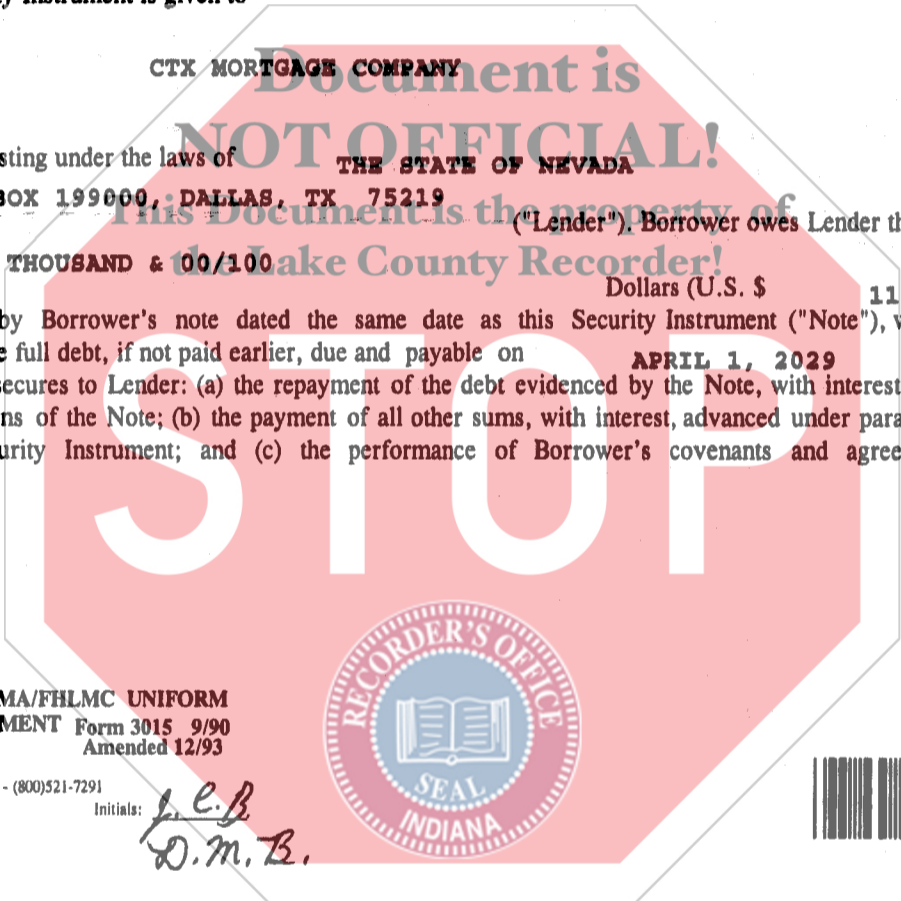 y Instrument is given to
CTX MORTGAGE COMPANY
Document is
NOT OFFICIAL!
sting under the laws of THE STATE OF NEVADA
BOX 199000, DALLAS, TX 75219
This Document is the property of
("Lender"). Borrower owes Lender th
THOUSAND & 00/100
the Lake County Recorder!
Dollars (U.S. $ 11
by Borrower's note dated the same date as this Security Instrument ("Note"), w
e full debt, if not paid earlier, due and payable on APRIL 1, 2029
secures to Lender: (a) the repayment of the debt evidenced by the Note, with interest
ns of the Note; (b) the payment of all other sums, with interest, advanced under para
urity Instrument; and (c) the performance of Borrower's covenants and agree
STOP
RECORDER'S OFFICE
SEAL
INDIANA
MA/FHLMC UNIFORM
MENT Form 3015 9/90
Amended 12/93
- (800)521-7291
Initials: J.C.B
D.M.B.